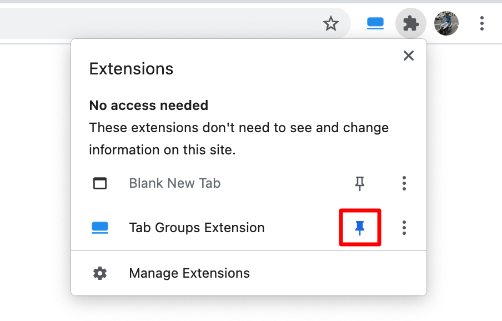 Extensions
No access needed
These extensions don't need to see and change
information on this site.
Blank New Tab
Tab Groups Extension
Manage Extensions